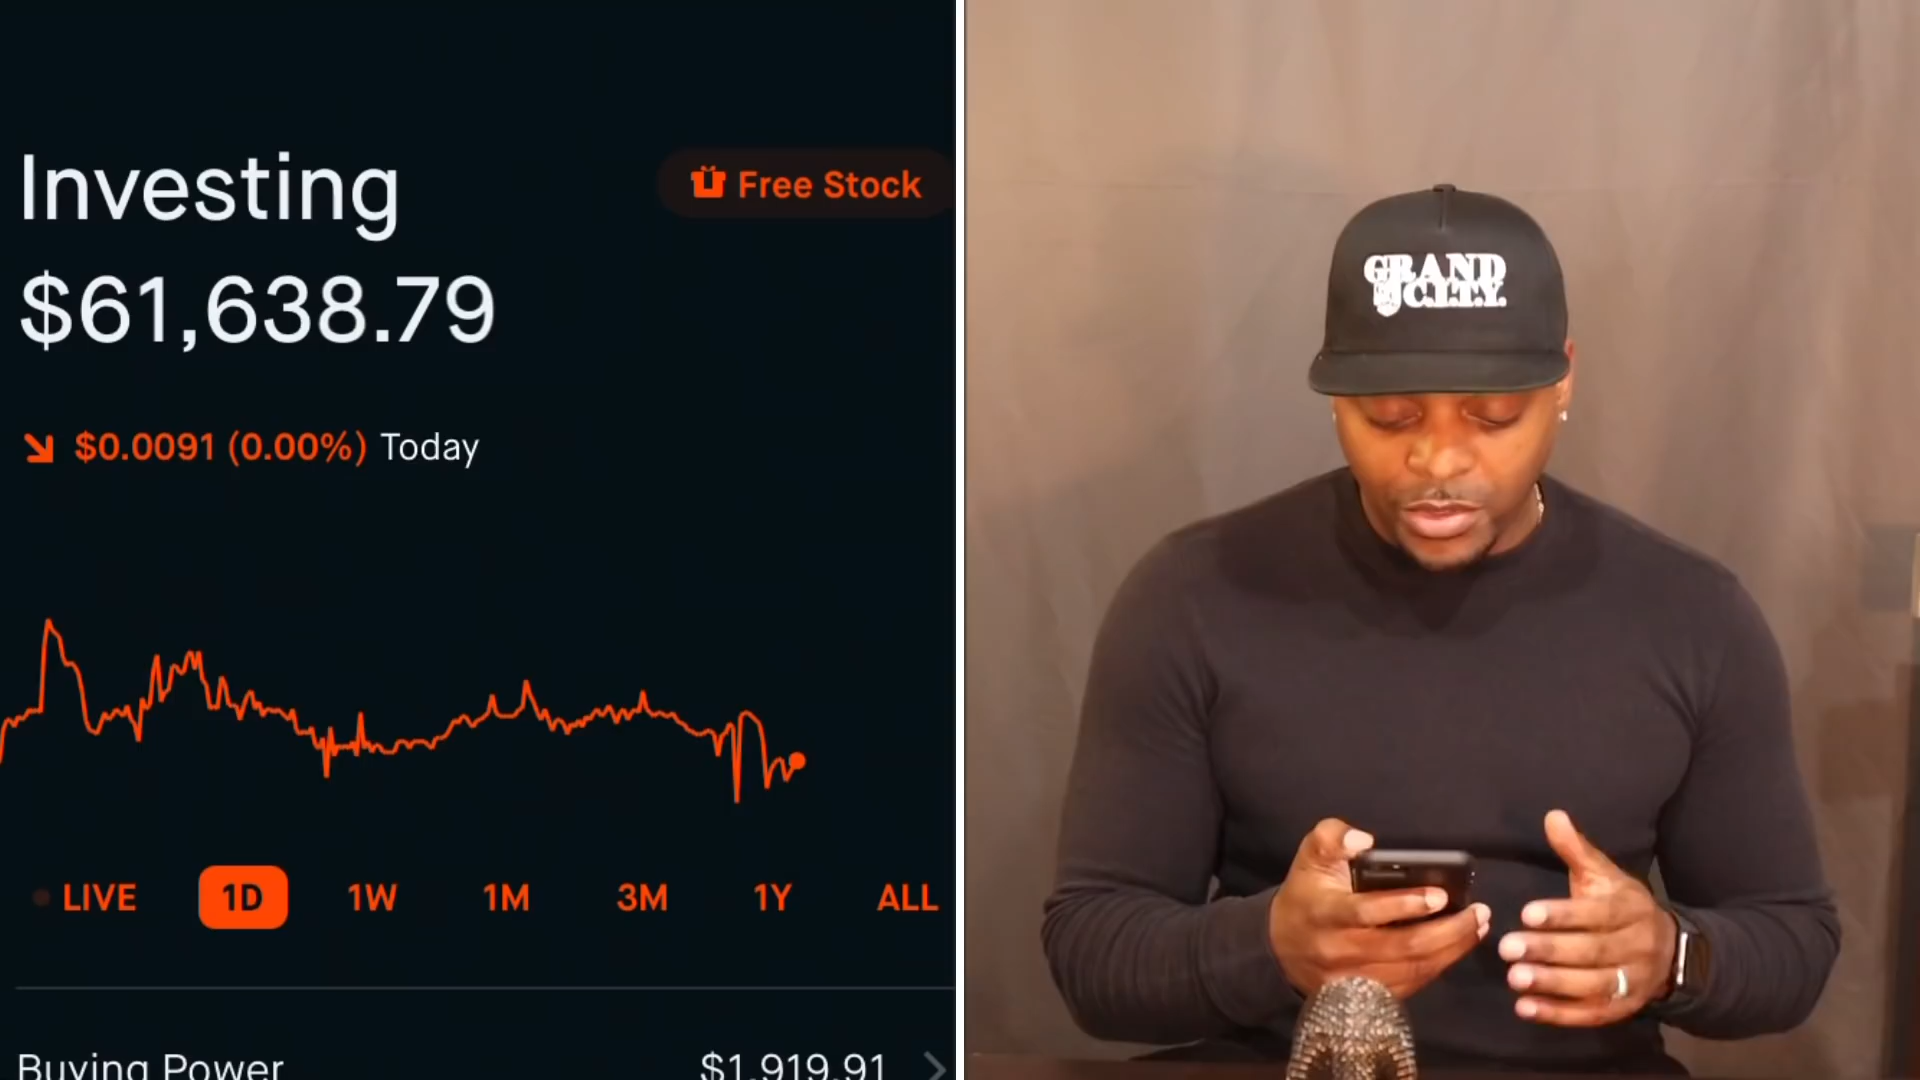 Investing
Free Stock
$61,638.79
$0.0091 (0.00%) Today
LIVE 1D 1W 1M 3M 1Y ALL
Buying Power $1,919.91
GRAND
C.I.T.Y.